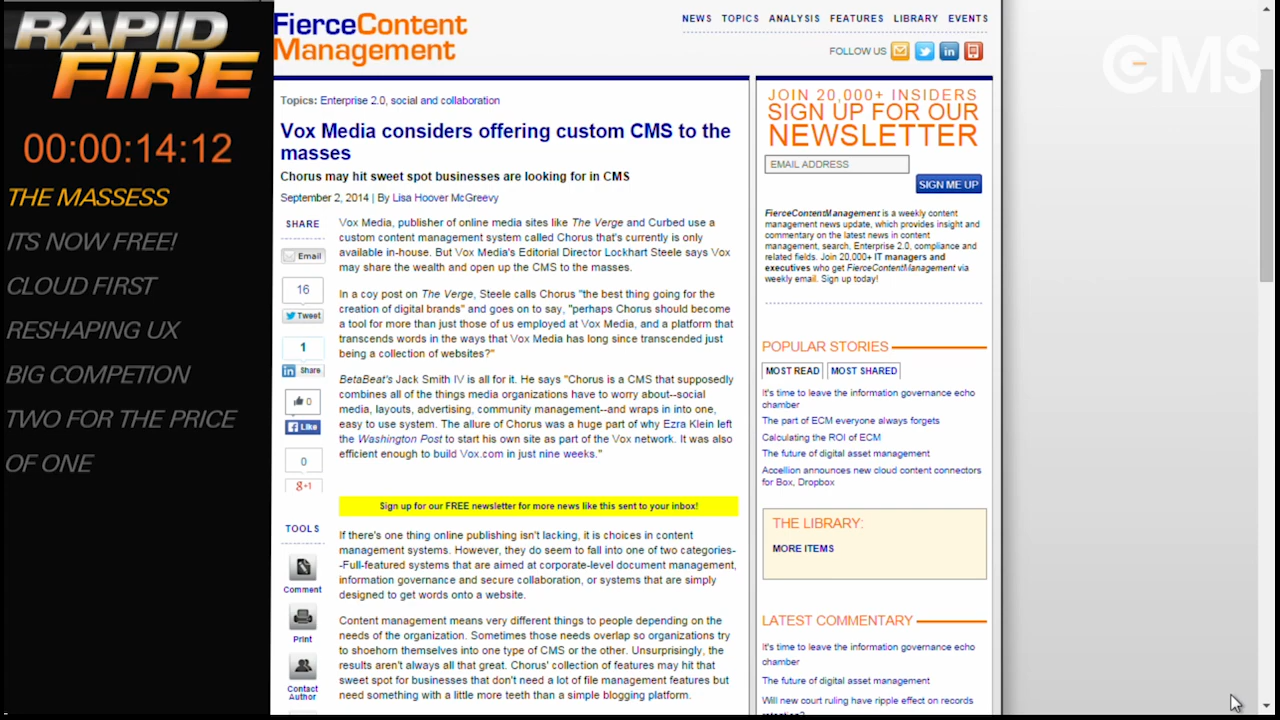 RAPID
FIRE
00:00:14:12
THE MASSESS
ITS NOW FREE!
CLOUD FIRST
RESHAPING UX
BIG COMPETION
TWO FOR THE PRICE
OF ONE
FierceContent
Management
NEWS TOPICS ANALYSIS FEATURES LIBRARY EVENTS
FOLLOW US
CMS
Topics: Enterprise 2.0, social and collaboration
Vox Media considers offering custom CMS to the
masses
Chorus may hit sweet spot businesses are looking for in CMS
September 2, 2014 | By Lisa Hoover McGreevy
SHARE
Email
16
Tweet
1
in Share
0
Like
0
g+1
TOOLS
Comment
Print
Contact
Author
Vox Media, publisher of online media sites like The Verge and Curbed use a
custom content management system called Chorus that's currently is only
available in-house. But Vox Media's Editorial Director Lockhart Steele says Vox
may share the wealth and open up the CMS to the masses.
In a coy post on The Verge, Steele calls Chorus "the best thing going for the
creation of digital brands" and goes on to say, "perhaps Chorus should become
a tool for more than just those of us employed at Vox Media, and a platform that
transcends words in the ways that Vox Media has long since transcended just
being a collection of websites?"
BetaBeat's Jack Smith IV is all for it. He says "Chorus is a CMS that supposedly
combines all of the things media organizations have to worry about--social
media, layouts, advertising, community management--and wraps in into one,
easy to use system. The allure of Chorus was a huge part of why Ezra Klein left
the Washington Post to start his own site as part of the Vox network. It was also
efficient enough to build Vox.com in just nine weeks."
Sign up for our FREE newsletter for more news like this sent to your inbox!
If there's one thing online publishing isn't lacking, it is choices in content
management systems. However, they do seem to fall into one of two categories-
-Full-featured systems that are aimed at corporate-level document management,
information governance and secure collaboration, or systems that are simply
designed to get words onto a website.
Content management means very different things to people depending on the
needs of the organization. Sometimes those needs overlap so organizations try
to shoehorn themselves into one type of CMS or the other. Unsurprisingly, the
results aren't always all that great. Chorus' collection of features may hit that
sweet spot for businesses that don't need a lot of file management features but
need something with a little more teeth than a simple blogging platform.
JOIN 20,000+ INSIDERS
SIGN UP FOR OUR
NEWSLETTER
EMAIL ADDRESS
SIGN ME UP
FierceContentManagement is a weekly content
management news update, which provides insight and
commentary on the latest news in content
management, search, Enterprise 2.0, compliance and
related fields. Join 20,000+ IT managers and
executives who get FierceContentManagement via
weekly email. Sign up today!
POPULAR STORIES
MOST READ MOST SHARED
It's time to leave the information governance echo
chamber
The part of ECM everyone always forgets
Calculating the ROI of ECM
The future of digital asset management
Accellion announces new cloud content connectors
for Box, Dropbox
THE LIBRARY:
MORE ITEMS
LATEST COMMENTARY
It's time to leave the information governance echo
chamber
The future of digital asset management
Will new court ruling have ripple effect on records
retention?